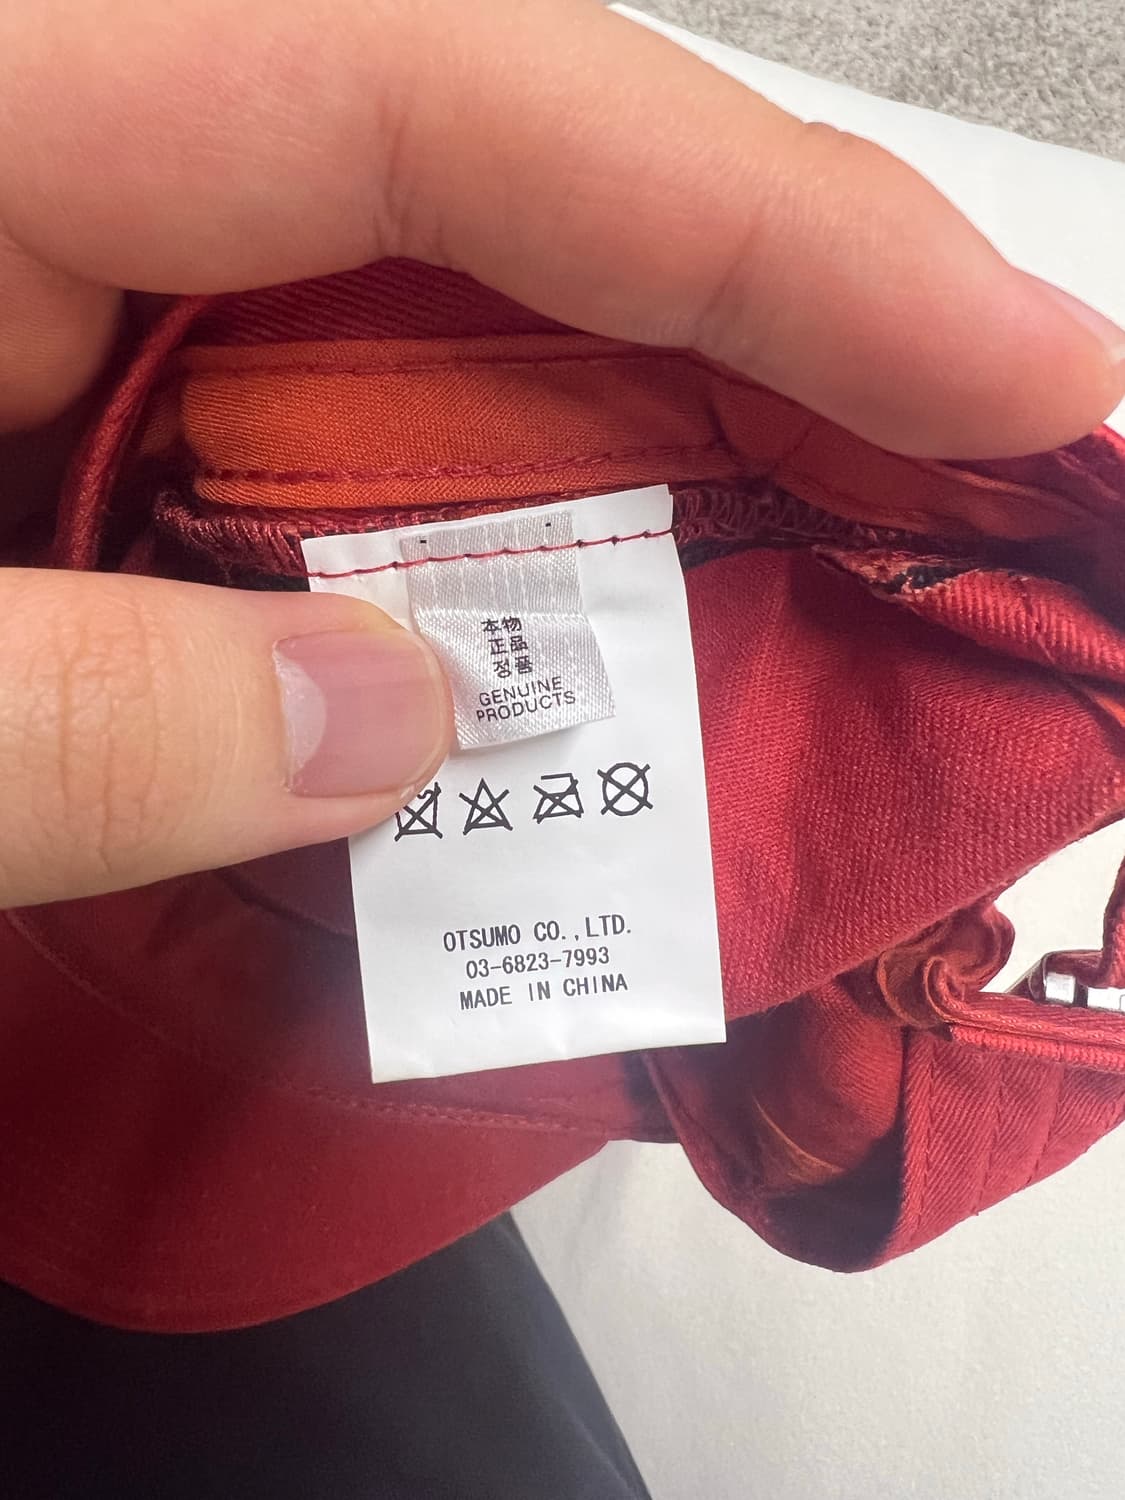 本物
正品
정품
GENUINE
PRODUCTS
OTSUMO CO.,LTD.
03-6823-7993
MADE IN CHINA